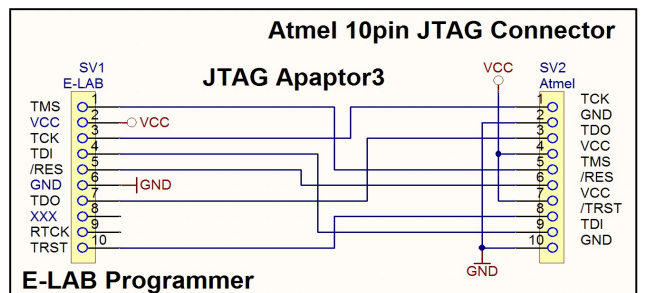 Atmel 10pin JTAG Connector
SV1
E-LAB
JTAG Apaptor3
VCC
SV2
Atmel
TMS 1
VCC 2 VCC
TCK 3
TDI 4
/RES 5
GND 6 GND
TDO 7
XXX 8
RTCK 9
TRST 10
1 TCK
2 GND
3 TDO
4 VCC
5 TMS
6 /RES
7 VCC
8 /TRST
9 TDI
10 GND
GND
E-LAB Programmer